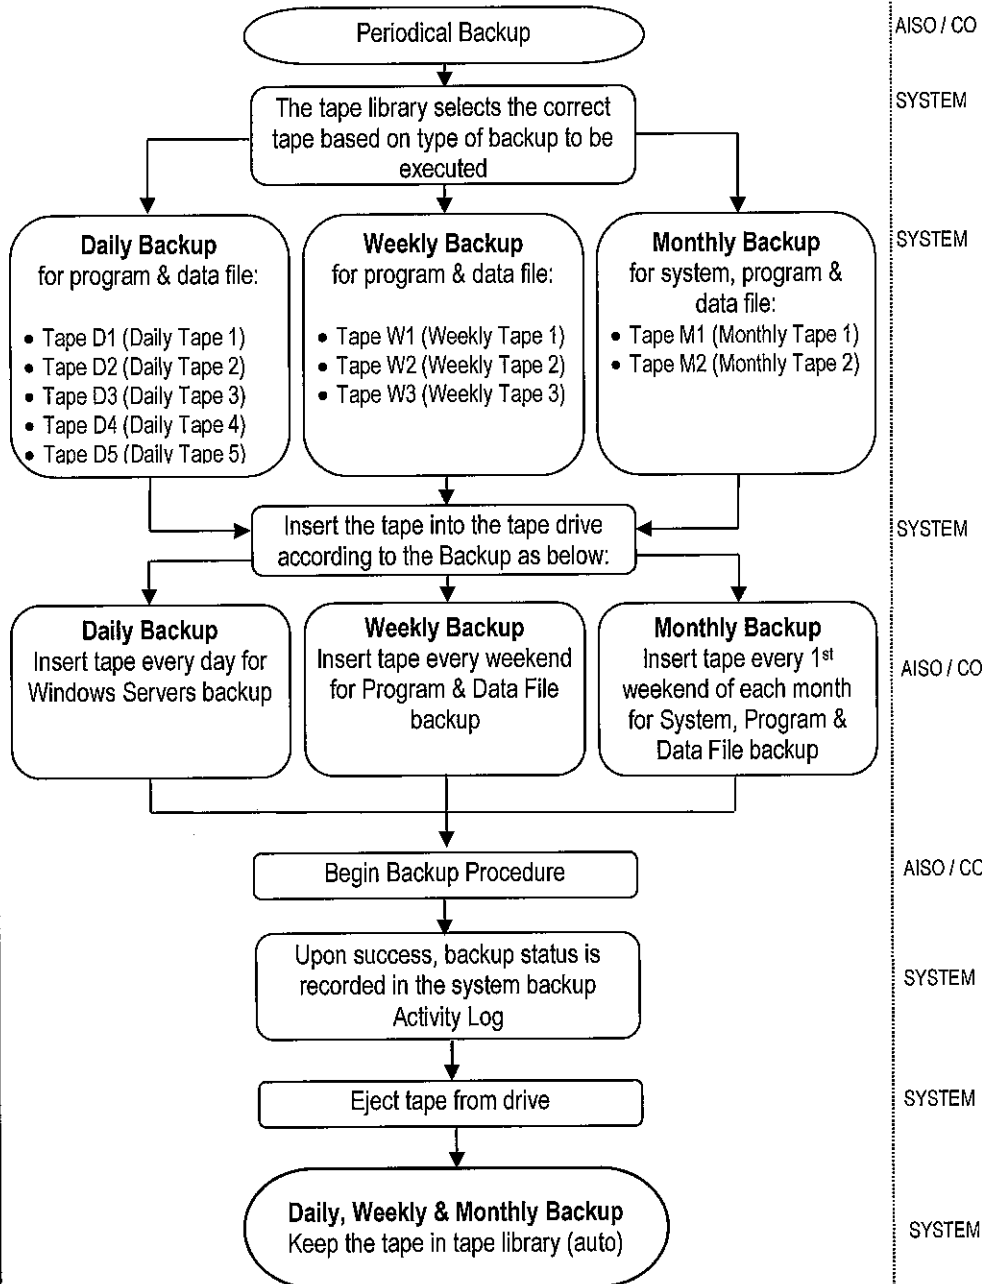 Periodical Backup
AISO / CO
The tape library selects the correct
tape based on type of backup to be
executed
SYSTEM
Daily Backup
for program & data file:
• Tape D1 (Daily Tape 1)
• Tape D2 (Daily Tape 2)
• Tape D3 (Daily Tape 3)
• Tape D4 (Daily Tape 4)
• Tape D5 (Daily Tape 5)
Weekly Backup
for program & data file:
• Tape W1 (Weekly Tape 1)
• Tape W2 (Weekly Tape 2)
• Tape W3 (Weekly Tape 3)
Monthly Backup
for system, program &
data file:
• Tape M1 (Monthly Tape 1)
• Tape M2 (Monthly Tape 2)
SYSTEM
Insert the tape into the tape drive
according to the Backup as below:
SYSTEM
Daily Backup
Insert tape every day for
Windows Servers backup
Weekly Backup
Insert tape every weekend
for Program & Data File
backup
Monthly Backup
Insert tape every 1st
weekend of each month
for System, Program &
Data File backup
AISO / CO
Begin Backup Procedure
AISO / CO
Upon success, backup status is
recorded in the system backup
Activity Log
SYSTEM
Eject tape from drive
SYSTEM
Daily, Weekly & Monthly Backup
Keep the tape in tape library (auto)
SYSTEM